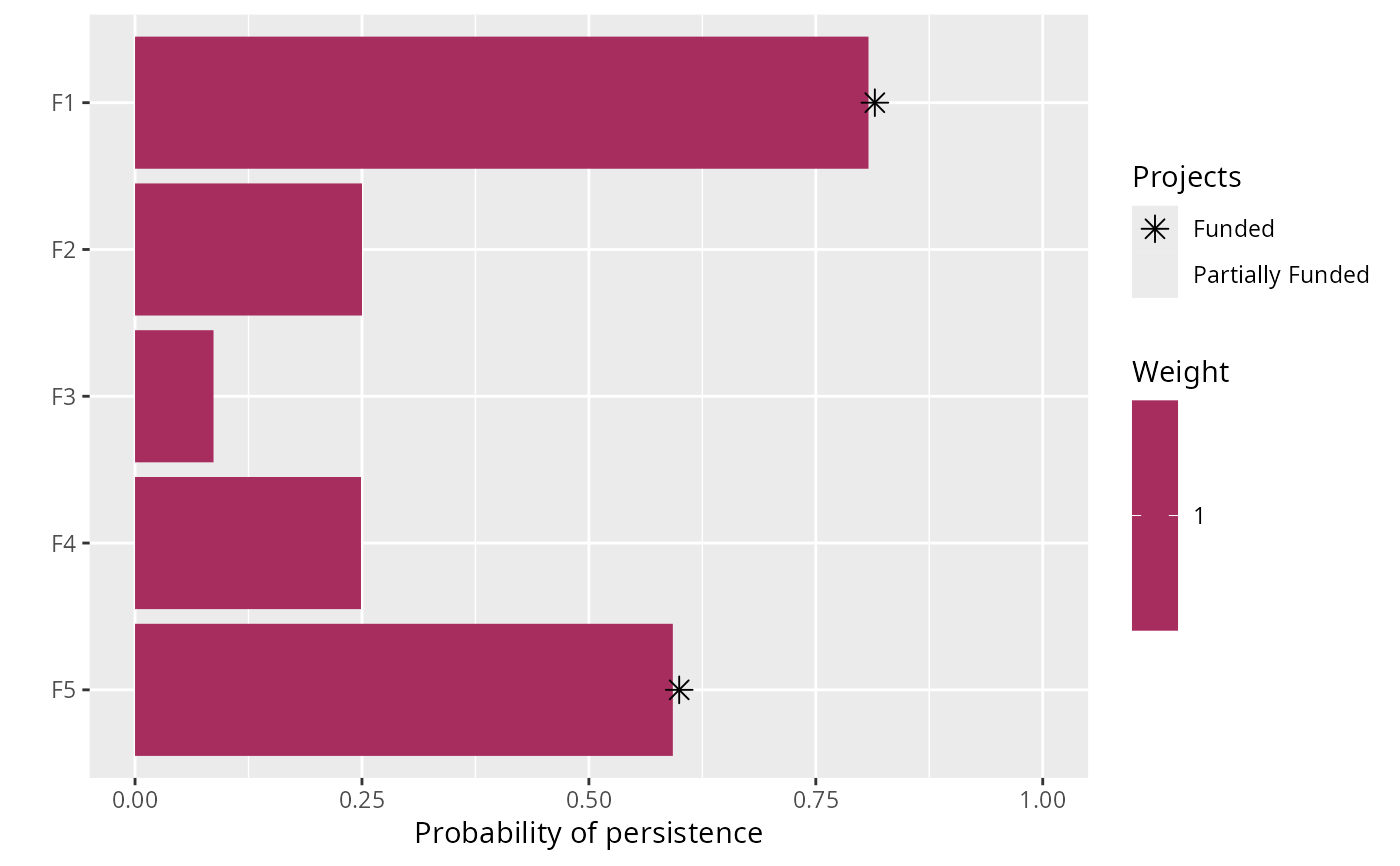 F1
F2
F3
F4
F5
0.00
0.25
0.50
0.75
1.00
Probability of persistence
Projects
Funded
Partially Funded
Weight
1